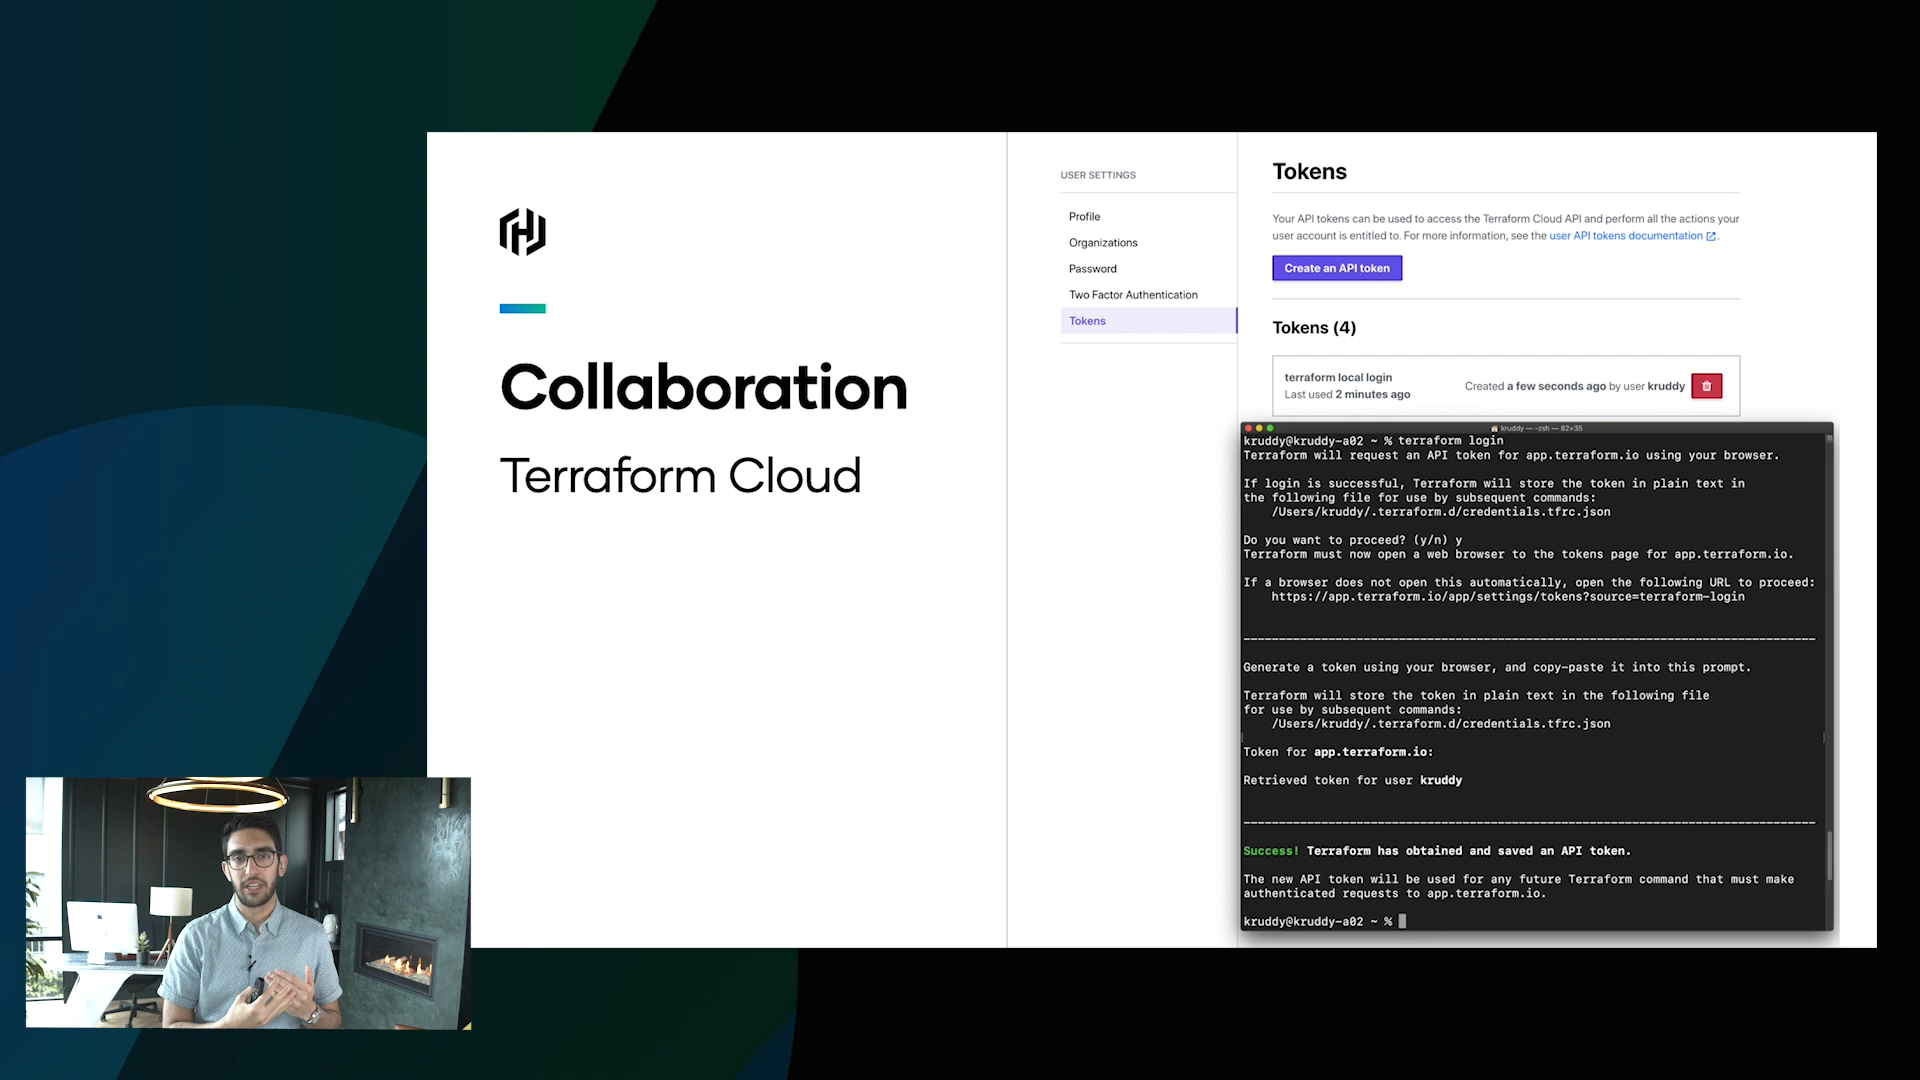 Collaboration
Terraform Cloud
USER SETTINGS
Profile
Organizations
Password
Two Factor Authentication
Tokens
Tokens
Your API tokens can be used to access the Terraform Cloud API and perform all the actions your
user account is entitled to. For more information, see the user API tokens documentation.
Create an API token
Tokens (4)
terraform local login
Last used 2 minutes ago
Created a few seconds ago by user kruddy
kruddy — -zsh — 82×35
kruddy@kruddy-a02 ~ % terraform login
Terraform will request an API token for app.terraform.io using your browser.
If login is successful, Terraform will store the token in plain text in
the following file for use by subsequent commands:
/Users/kruddy/.terraform.d/credentials.tfrc.json
Do you want to proceed? (y/n) y
Terraform must now open a web browser to the tokens page for app.terraform.io.
If a browser does not open this automatically, open the following URL to proceed:
https://app.terraform.io/app/settings/tokens?source=terraform-login
---------------------------------------------------------------------------------
Generate a token using your browser, and copy-paste it into this prompt.
Terraform will store the token in plain text in the following file
for use by subsequent commands:
/Users/kruddy/.terraform.d/credentials.tfrc.json
Token for app.terraform.io:
Retrieved token for user kruddy
---------------------------------------------------------------------------------
Success! Terraform has obtained and saved an API token.
The new API token will be used for any future Terraform command that must make
authenticated requests to app.terraform.io.
kruddy@kruddy-a02 ~ %